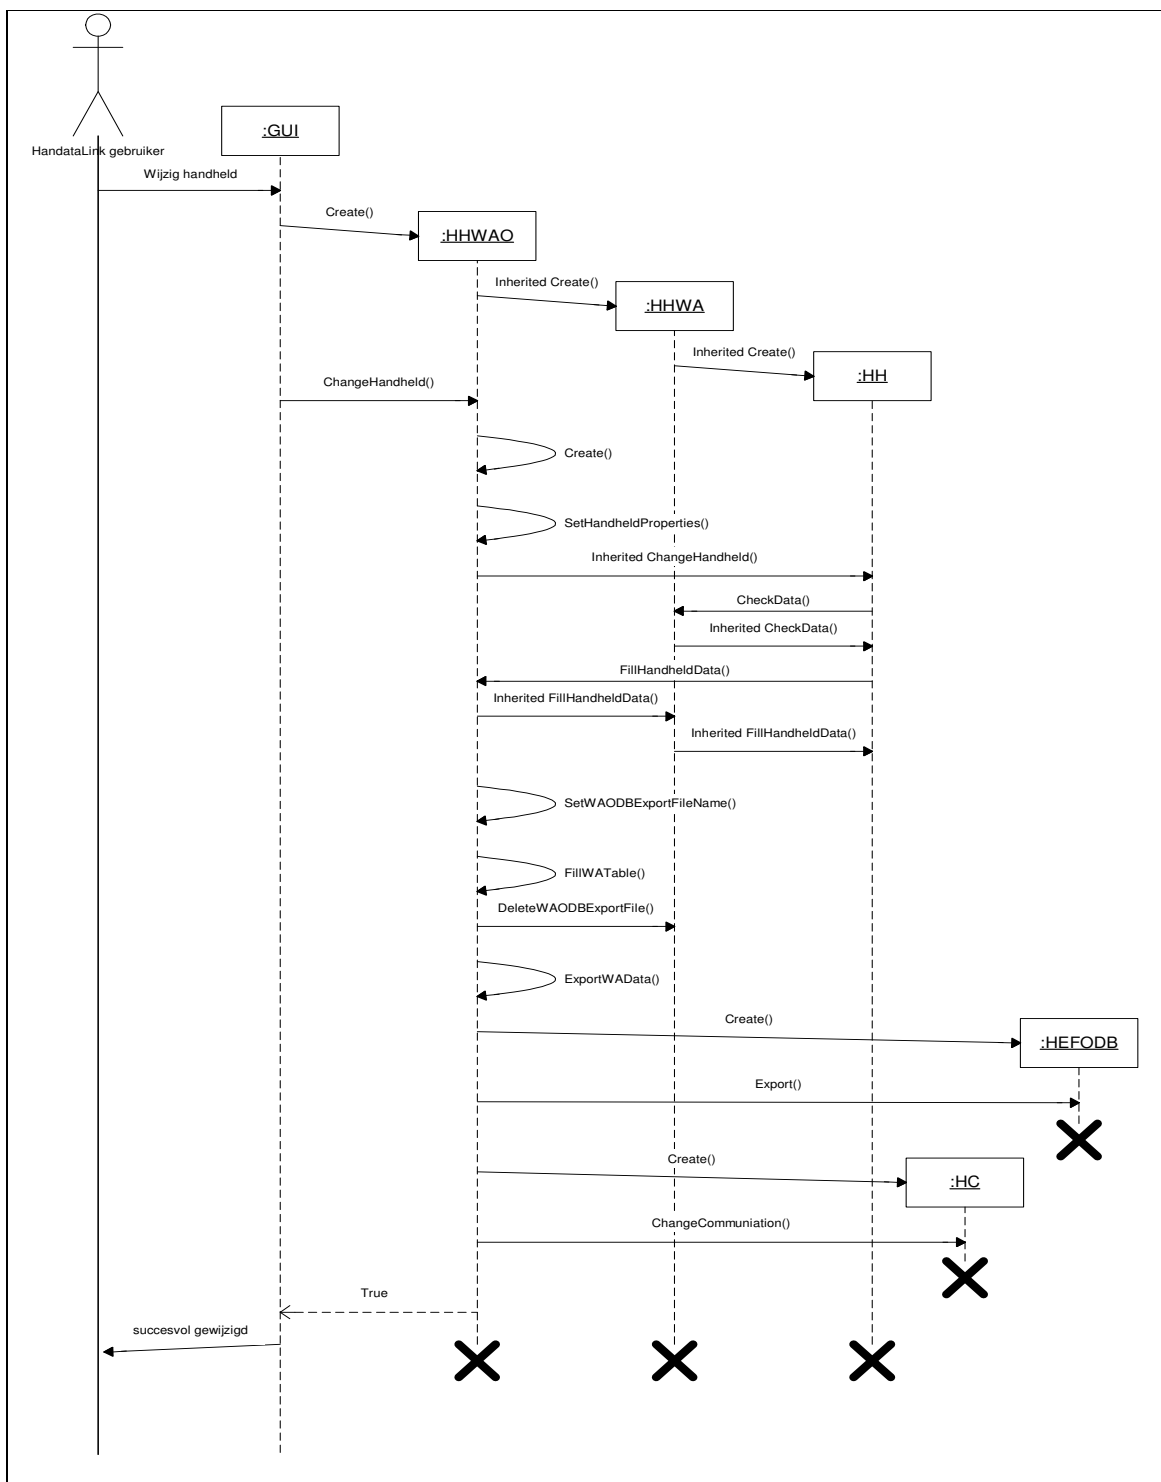 HandataLink gebruiker
:GUI
Wijzig handheld
Create()
:HHWAO
Inherited Create()
:HHWA
Inherited Create()
:HH
ChangeHandheld()
Create()
SetHandheldProperties()
Inherited ChangeHandheld()
CheckData()
Inherited CheckData()
FillHandheldData()
Inherited FillHandheldData()
Inherited FillHandheldData()
SetWAODBExportFileName()
FillWATable()
DeleteWAODBExportFile()
ExportWAData()
Create()
:HEFODB
Export()
Create()
:HC
ChangeCommuniation()
True
succesvol gewijzigd